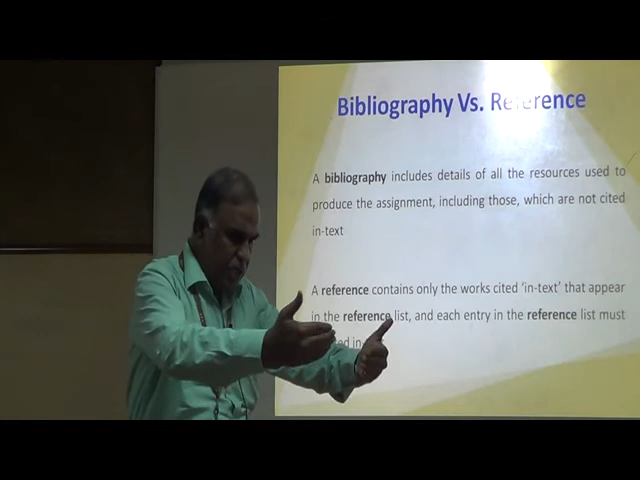 Bibliography Vs. Reference
A bibliography includes details of all the resources used to
produce the assignment, including those, which are not cited
in-text
A reference contains only the works cited ‘in-text’ that appear
in the reference list, and each entry in the reference list must
in